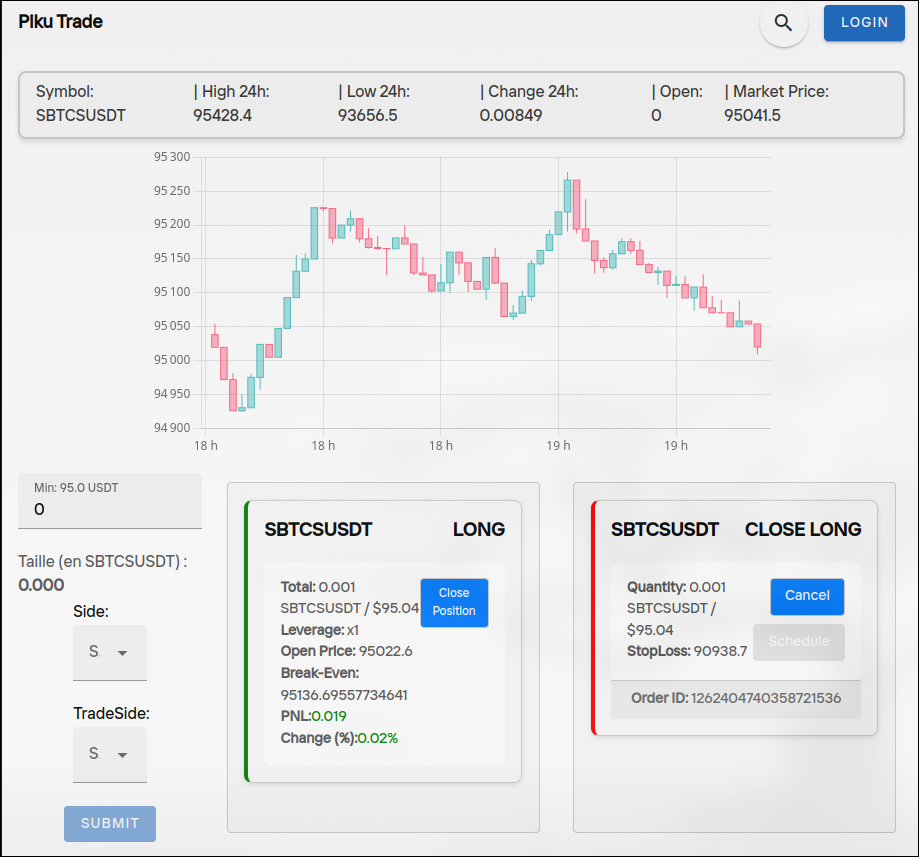 Piku Trade
LOGIN
Symbol:
SBTCSUSDT
| High 24h:
95428.4
| Low 24h:
93656.5
| Change 24h:
0.00849
| Open:
0
| Market Price:
95041.5
95 300
95 250
95 200
95 150
95 100
95 050
95 000
94 950
94 900
18 h
18 h
18 h
19 h
19 h
Min: 95.0 USDT
0
Taille (en SBTCSUSDT) :
0.000
Side:
S.
TradeSide:
S.
SUBMIT
SBTCSUSDT LONG
Total: 0.001
SBTCSUSDT / $95.04
Leverage: x1
Open Price: 95022.6
Break-Even:
95136.69557734641
PNL:0.019
Change (%):0.02%
Close
Position
SBTCSUSDT CLOSE LONG
Quantity: 0.001
SBTCSUSDT /
$95.04
StopLoss: 90938.7
Cancel
Schedule
Order ID: 1262404740358721536